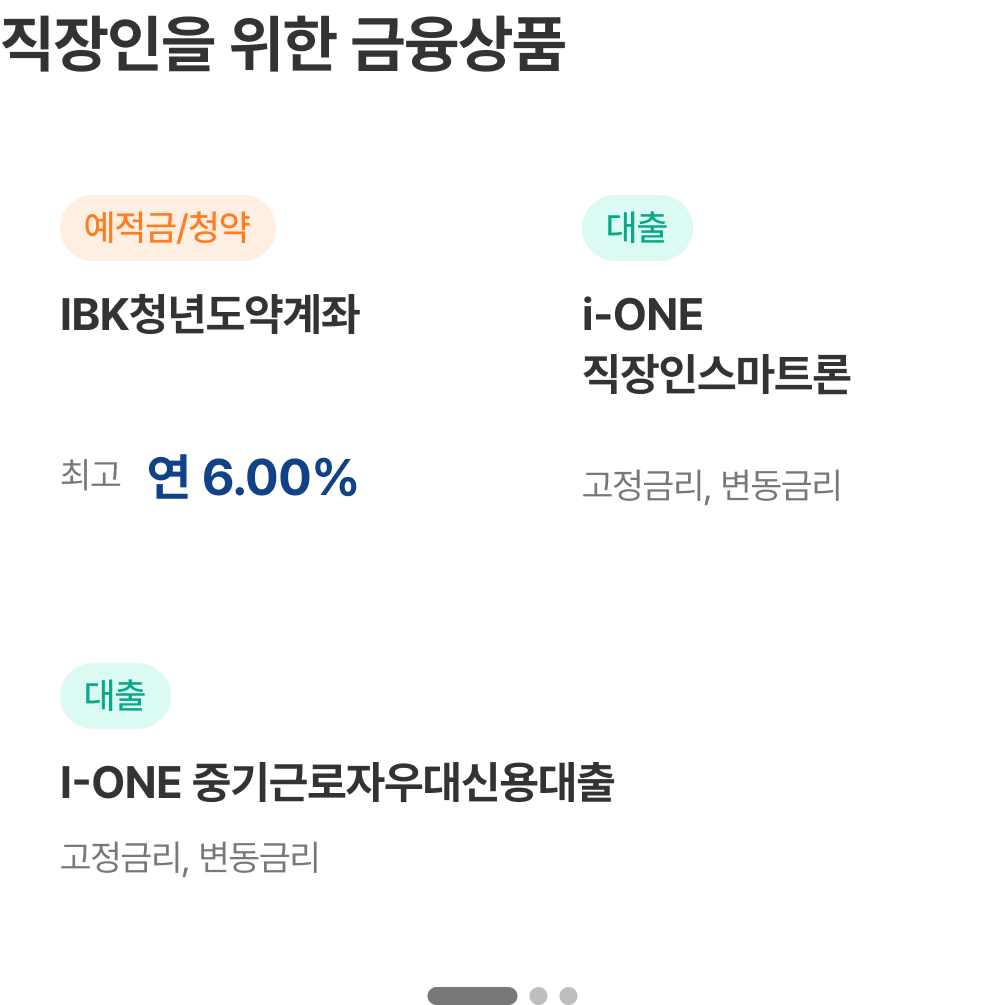 직장인을 위한 금융상품
예적금/청약
IBK청년도약계좌
최고 연 6.00%
대출
i-ONE
직장인스마트론
고정금리, 변동금리
대출
I-ONE 중기근로자우대신용대출
고정금리, 변동금리